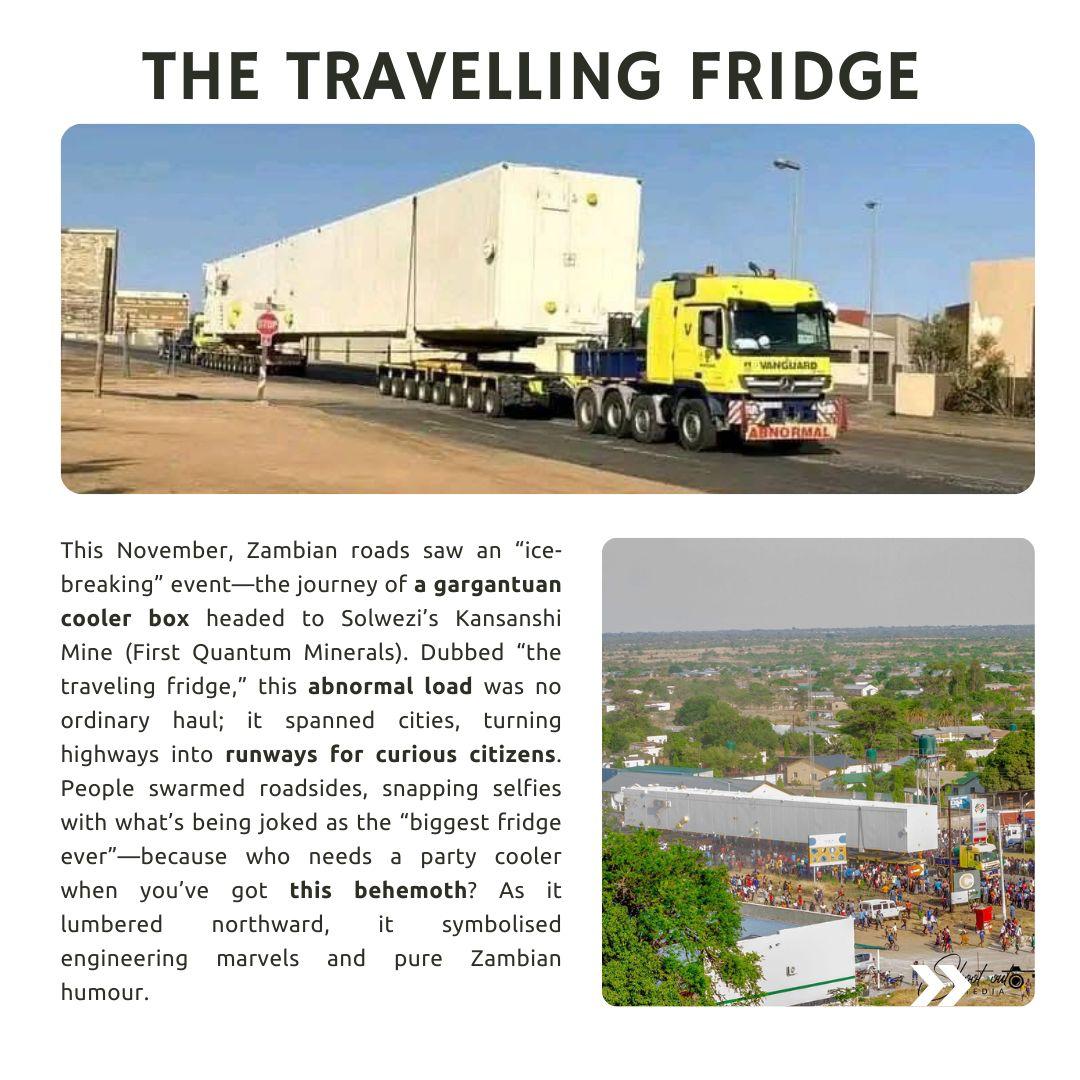 THE TRAVELLING FRIDGE
STOP
V
VANGUARD
ABNORMAL
This November, Zambian roads saw an “ice-
breaking” event—the journey of a gargantuan
cooler box headed to Solwezi’s Kansanshi
Mine (First Quantum Minerals). Dubbed “the
traveling fridge,” this abnormal load was no
ordinary haul; it spanned cities, turning
highways into runways for curious citizens.
People swarmed roadsides, snapping selfies
with what’s being joked as the “biggest fridge
ever”—because who needs a party cooler
when you’ve got this behemoth? As it
lumbered northward, it symbolised
engineering marvels and pure Zambian
humour.